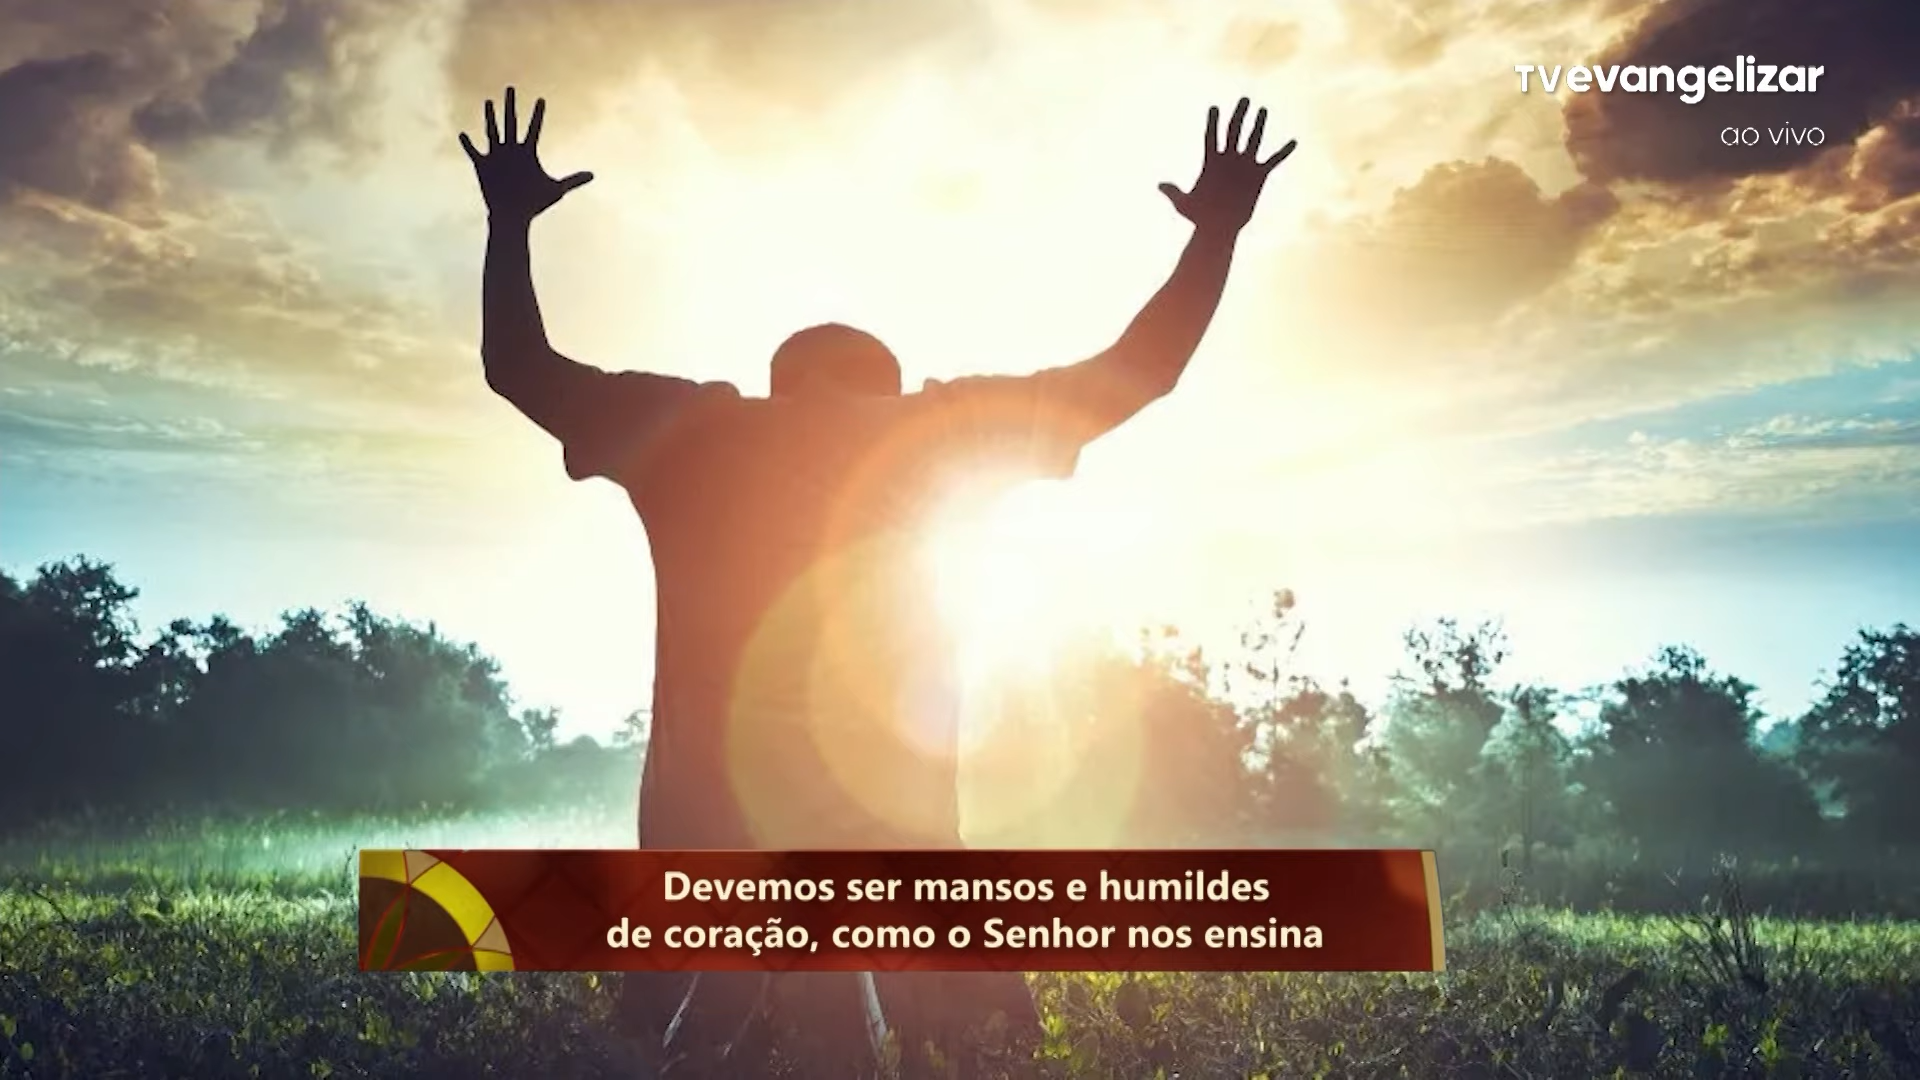 TVevangelizar
ao vivo
Devemos ser mansos e humildes
de coração, como o Senhor nos ensina